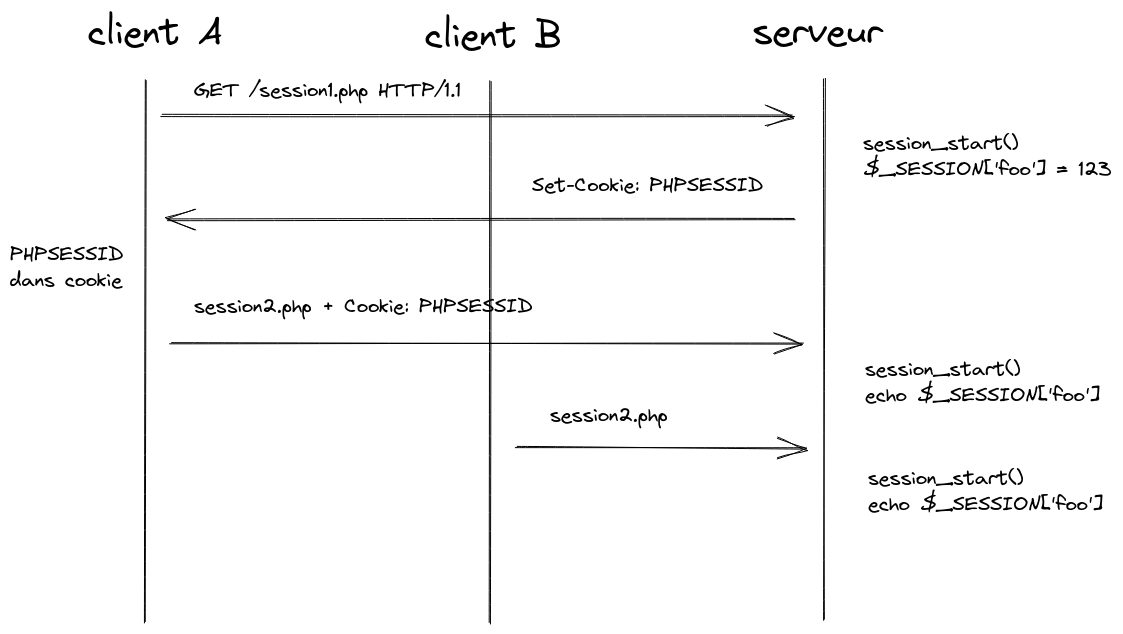 client A
client B
serveur
GET /session1.php HTTP/1.1
session_start()
$_SESSION['foo'] = 123
Set-Cookie: PHPSESSID
PHPSESSID
dans cookie
session2.php + Cookie: PHPSESSID
session_start()
echo $_SESSION['foo']
session2.php
session_start()
echo $_SESSION['foo']